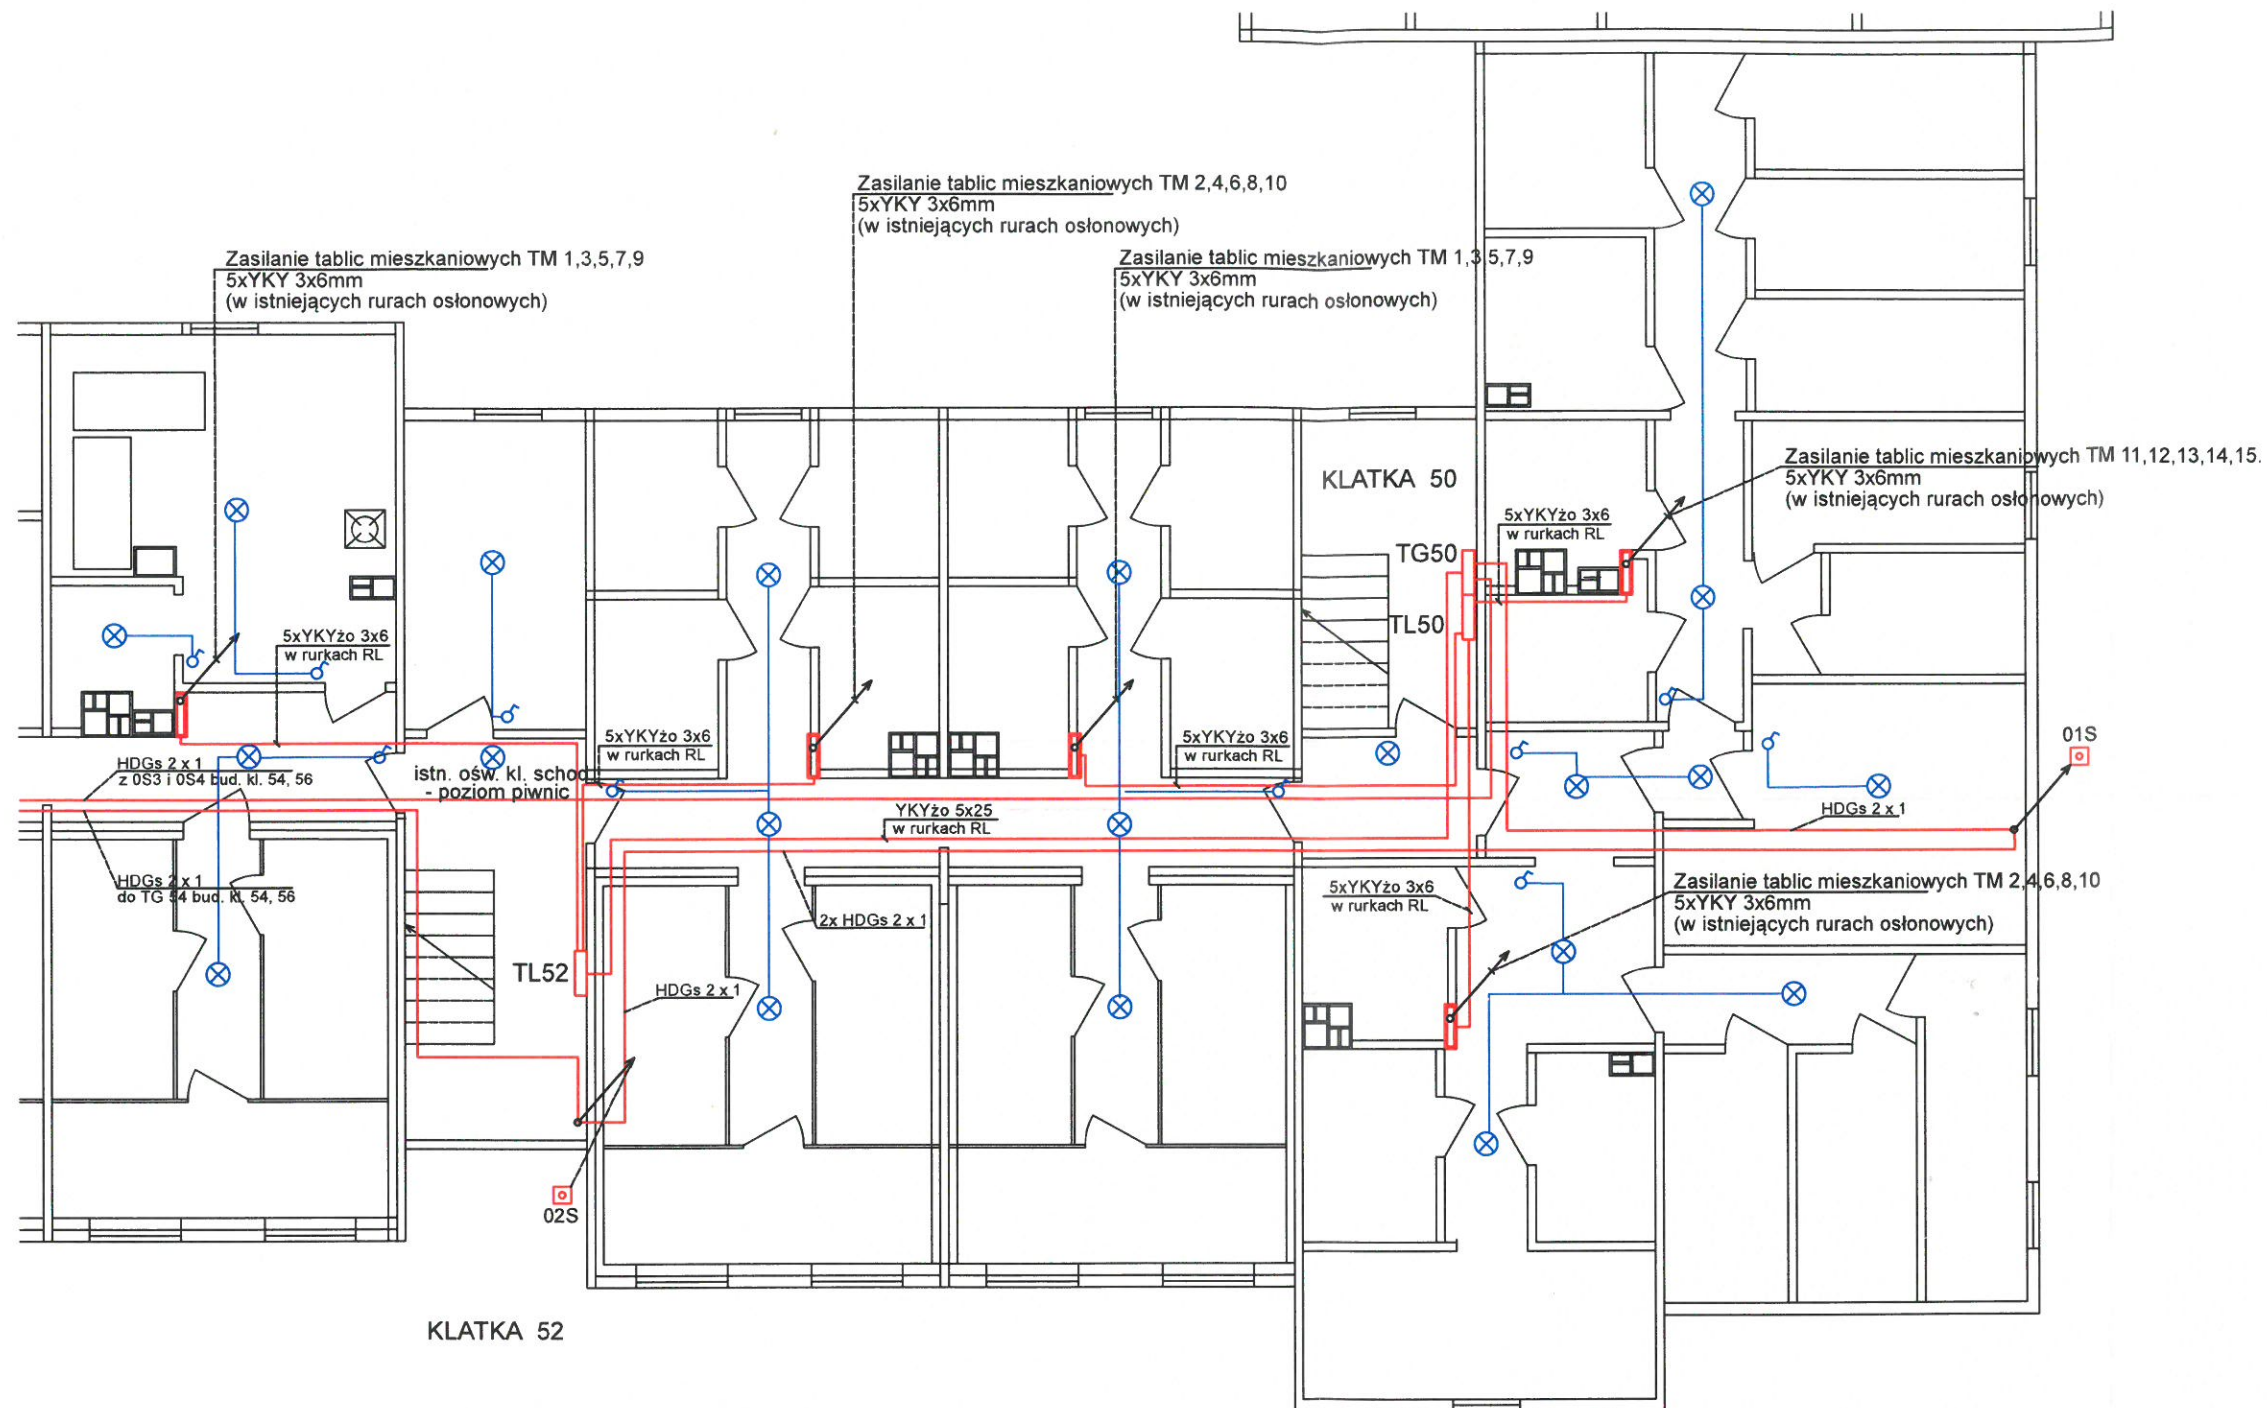 Zasilanie tablic mieszkaniowych TM 2,4,6,8,10
5xYKY 3x6mm
(w istniejących rurach osłonowych)
Zasilanie tablic mieszkaniowych TM 1,3,5,7,9
5xYKY 3x6mm
(w istniejących rurach osłonowych)
Zasilanie tablic mieszkaniowych TM 1,3,5,7,9
5xYKY 3x6mm
(w istniejących rurach osłonowych)
KLATKA 50
Zasilanie tablic mieszkaniowych TM 11,12,13,14,15.
5xYKY 3x6mm
(w istniejących rurach osłonowych)
5xYKYżo 3x6
w rurkach RL
TG50
TL50
5xYKYżo 3x6
w rurkach RL
5xYKYżo 3x6
w rurkach RL
5xYKYżo 3x6
w rurkach RL
01S
HDGs 2 x 1
z 0S3 i 0S4 bud. kl. 54, 56
istn. ośw. kl. schod.
- poziom piwnic
YKYżo 5x25
w rurkach RL
HDGs 2 x 1
HDGs 2 x 1
do TG 54 bud. kl. 54, 56
5xYKYżo 3x6
w rurkach RL
Zasilanie tablic mieszkaniowych TM 2,4,6,8,10
5xYKY 3x6mm
(w istniejących rurach osłonowych)
2x HDGs 2 x 1
TL52
HDGs 2 x 1
02S
KLATKA 52